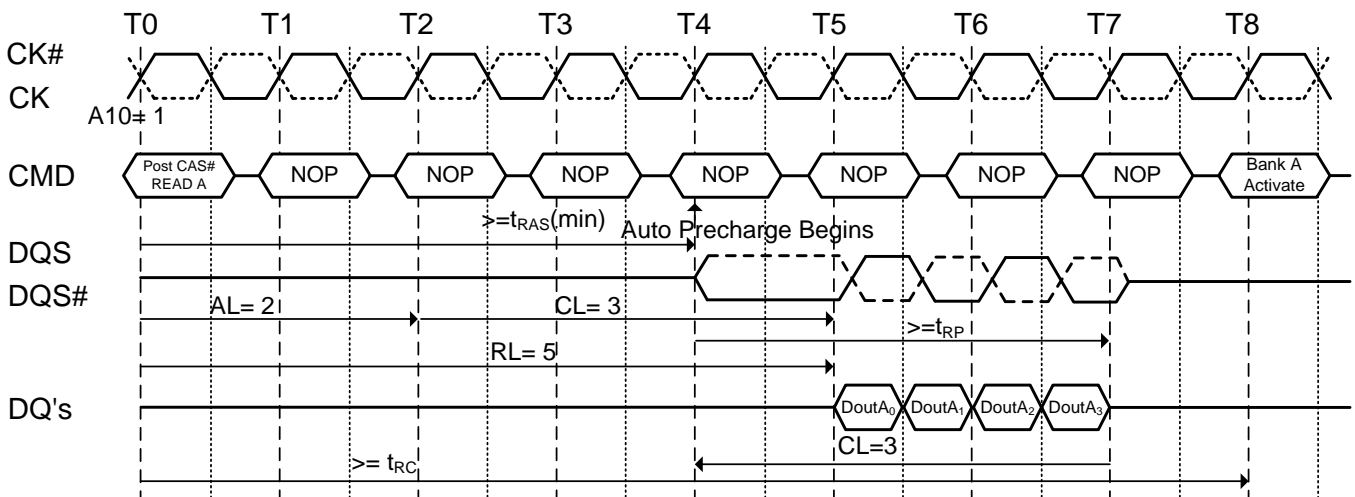 T0 T1 T2 T3 T4 T5 T6 T7 T8
CK#
CK
A10= 1
CMD
Post CAS# READ A
NOP NOP NOP NOP NOP NOP NOP
Bank A Activate
>=tRAS(min)
Auto Precharge Begins
DQS
DQS#
AL= 2 CL= 3
>=tRP
RL= 5
DQ's
DoutA0 DoutA1 DoutA2 DoutA3
CL=3
>= tRC